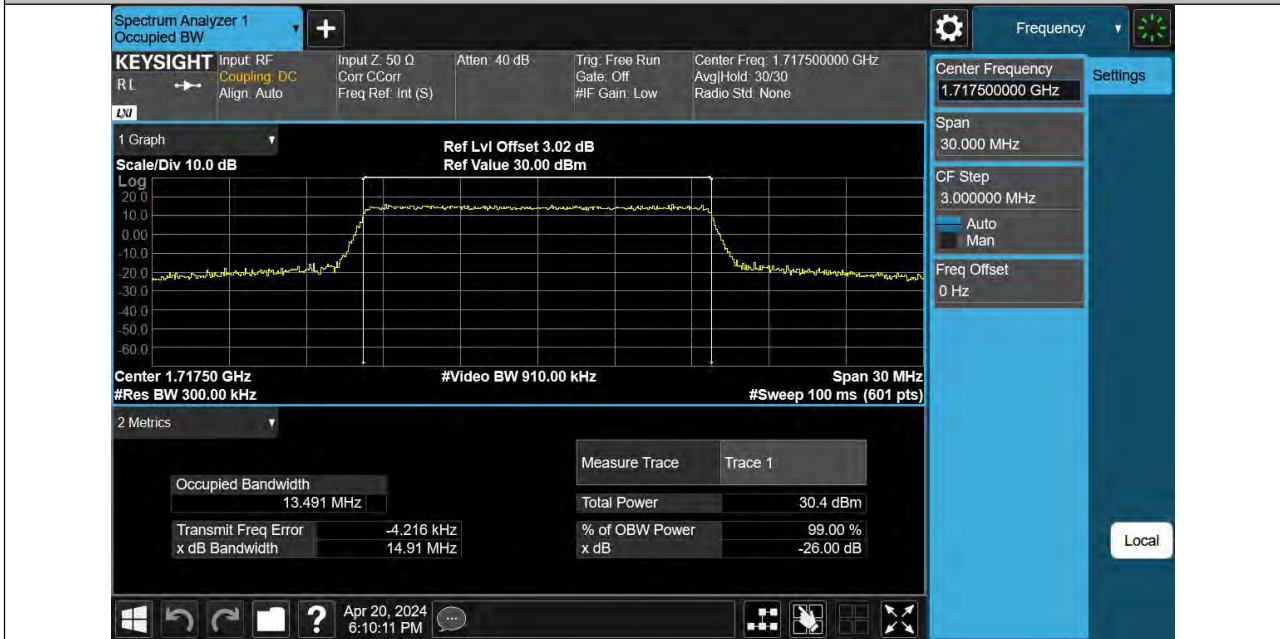 Spectrum Analyzer 1
Occupied BW
+
Frequency
KEYSIGHT
RL
LXI
Input: RF
Coupling: DC
Align: Auto
Input Z: 50 Ω
Corr CCorr
Freq Ref: Int (S)
Atten: 40 dB
Trig: Free Run
Gate: Off
#IF Gain: Low
Center Freq: 1.717500000 GHz
Avg|Hold: 30/30
Radio Std: None
Center Frequency
1.717500000 GHz
Settings
Span
30.000 MHz
CF Step
3.000000 MHz
Auto
Man
Freq Offset
0 Hz
1 Graph
Scale/Div 10.0 dB
Ref Lvl Offset 3.02 dB
Ref Value 30.00 dBm
Log
20.0
10.0
0.00
-10.0
-20.0
-30.0
-40.0
-50.0
-60.0
Center 1.71750 GHz
#Video BW 910.00 kHz
Span 30 MHz
#Res BW 300.00 kHz
#Sweep 100 ms (601 pts)
2 Metrics
Measure Trace Trace 1
Occupied Bandwidth
13.491 MHz
Total Power 30.4 dBm
Transmit Freq Error -4.216 kHz
% of OBW Power 99.00 %
x dB Bandwidth 14.91 MHz
x dB -26.00 dB
Local
?
Apr 20, 2024
6:10:11 PM